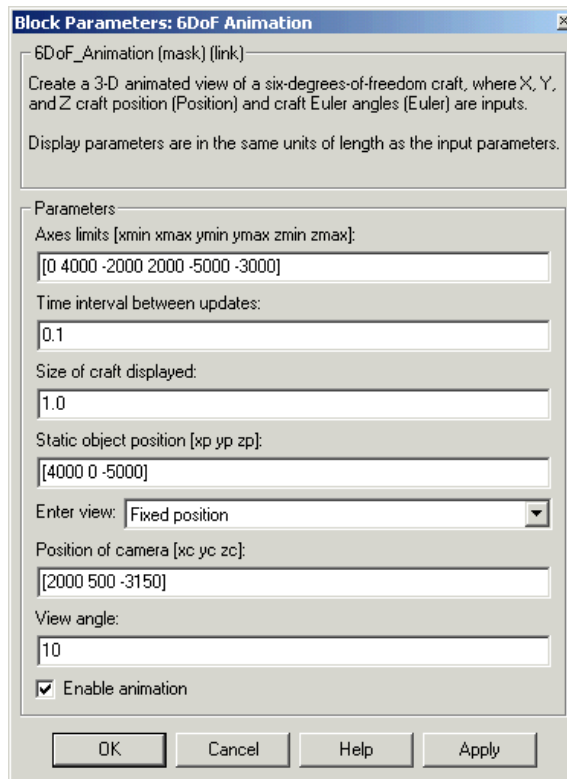 Block Parameters: 6DoF Animation
6DoF_Animation (mask) (link)
Create a 3-D animated view of a six-degrees-of-freedom craft, where X, Y,
and Z craft position (Position) and craft Euler angles (Euler) are inputs.
Display parameters are in the same units of length as the input parameters.
Parameters
Axes limits [xmin xmax ymin ymax zmin zmax]:
[0 4000 -2000 2000 -5000 -3000]
Time interval between updates:
0.1
Size of craft displayed:
1.0
Static object position [xp yp zp]:
[4000 0 -5000]
Enter view: Fixed position
Position of camera [xc yc zc]:
[2000 500 -3150]
View angle:
10
Enable animation
OK Cancel Help Apply